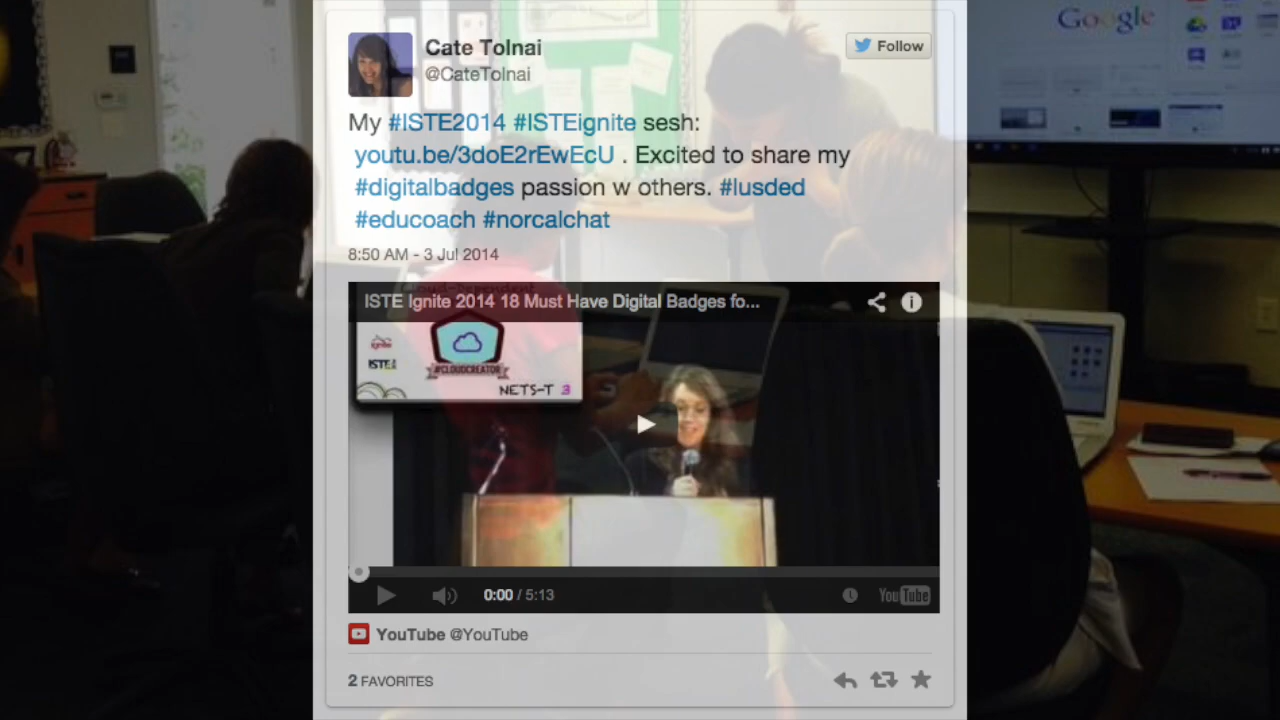 Google
Cate Tolnai
@CateTolnai
Follow
My #ISTE2014 #ISTEignite sesh:
youtu.be/3doE2rEwEcU . Excited to share my
#digitalbadges passion w others. #lusded
#educoach #norcalchat
8:50 AM - 3 Jul 2014
ISTE Ignite 2014 18 Must Have Digital Badges fo...
ignite
ISTE
#CLOUDCREATOR
NETS-T 3
0:00 / 5:13
YouTube
YouTube @YouTube
2 FAVORITES